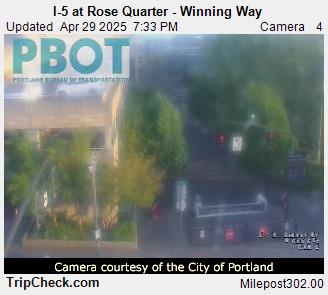 I-5 at Rose Quarter - Winning Way
Updated Apr 29 2025 7:33 PM Camera 4
PBOT
PORTLAND BUREAU OF TRANSPORTATION
Camera courtesy of the City of Portland
TripCheck.com Milepost302.00